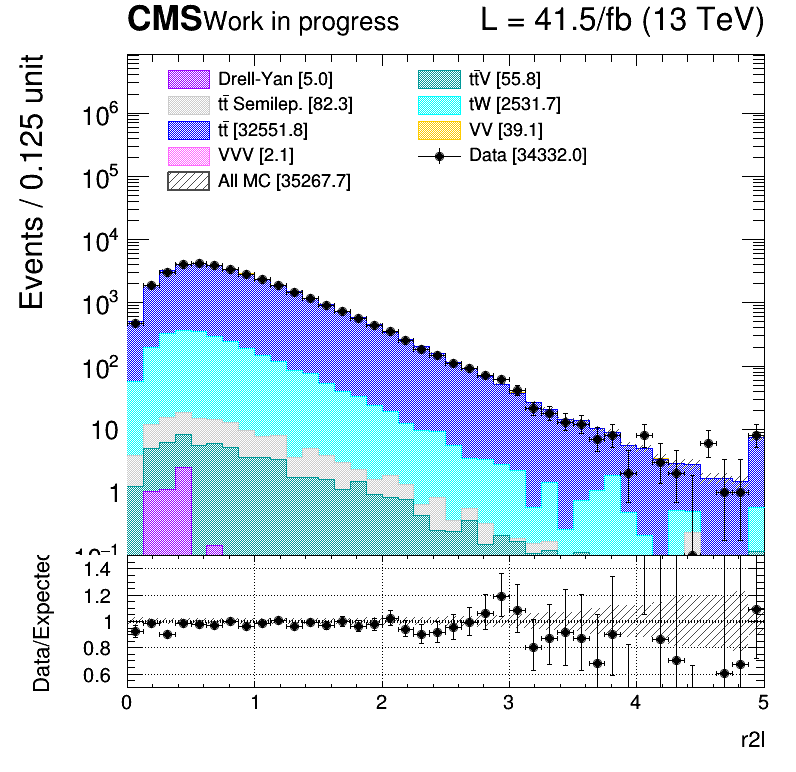 CMS Work in progress L = 41.5/fb (13 TeV)
Events / 0.125 unit
Drell-Yan [5.0] tt̄V [55.8]
tt̄ Semilep. [82.3] tW [2531.7]
tt̄ [32551.8] VV [39.1]
VVV [2.1] Data [34332.0]
All MC [35267.7]
10⁶
10⁵
10⁴
10³
10²
10
1
10⁻¹
Data/Expected
1.4
1.2
1
0.8
0.6
0 1 2 3 4 5
r2l